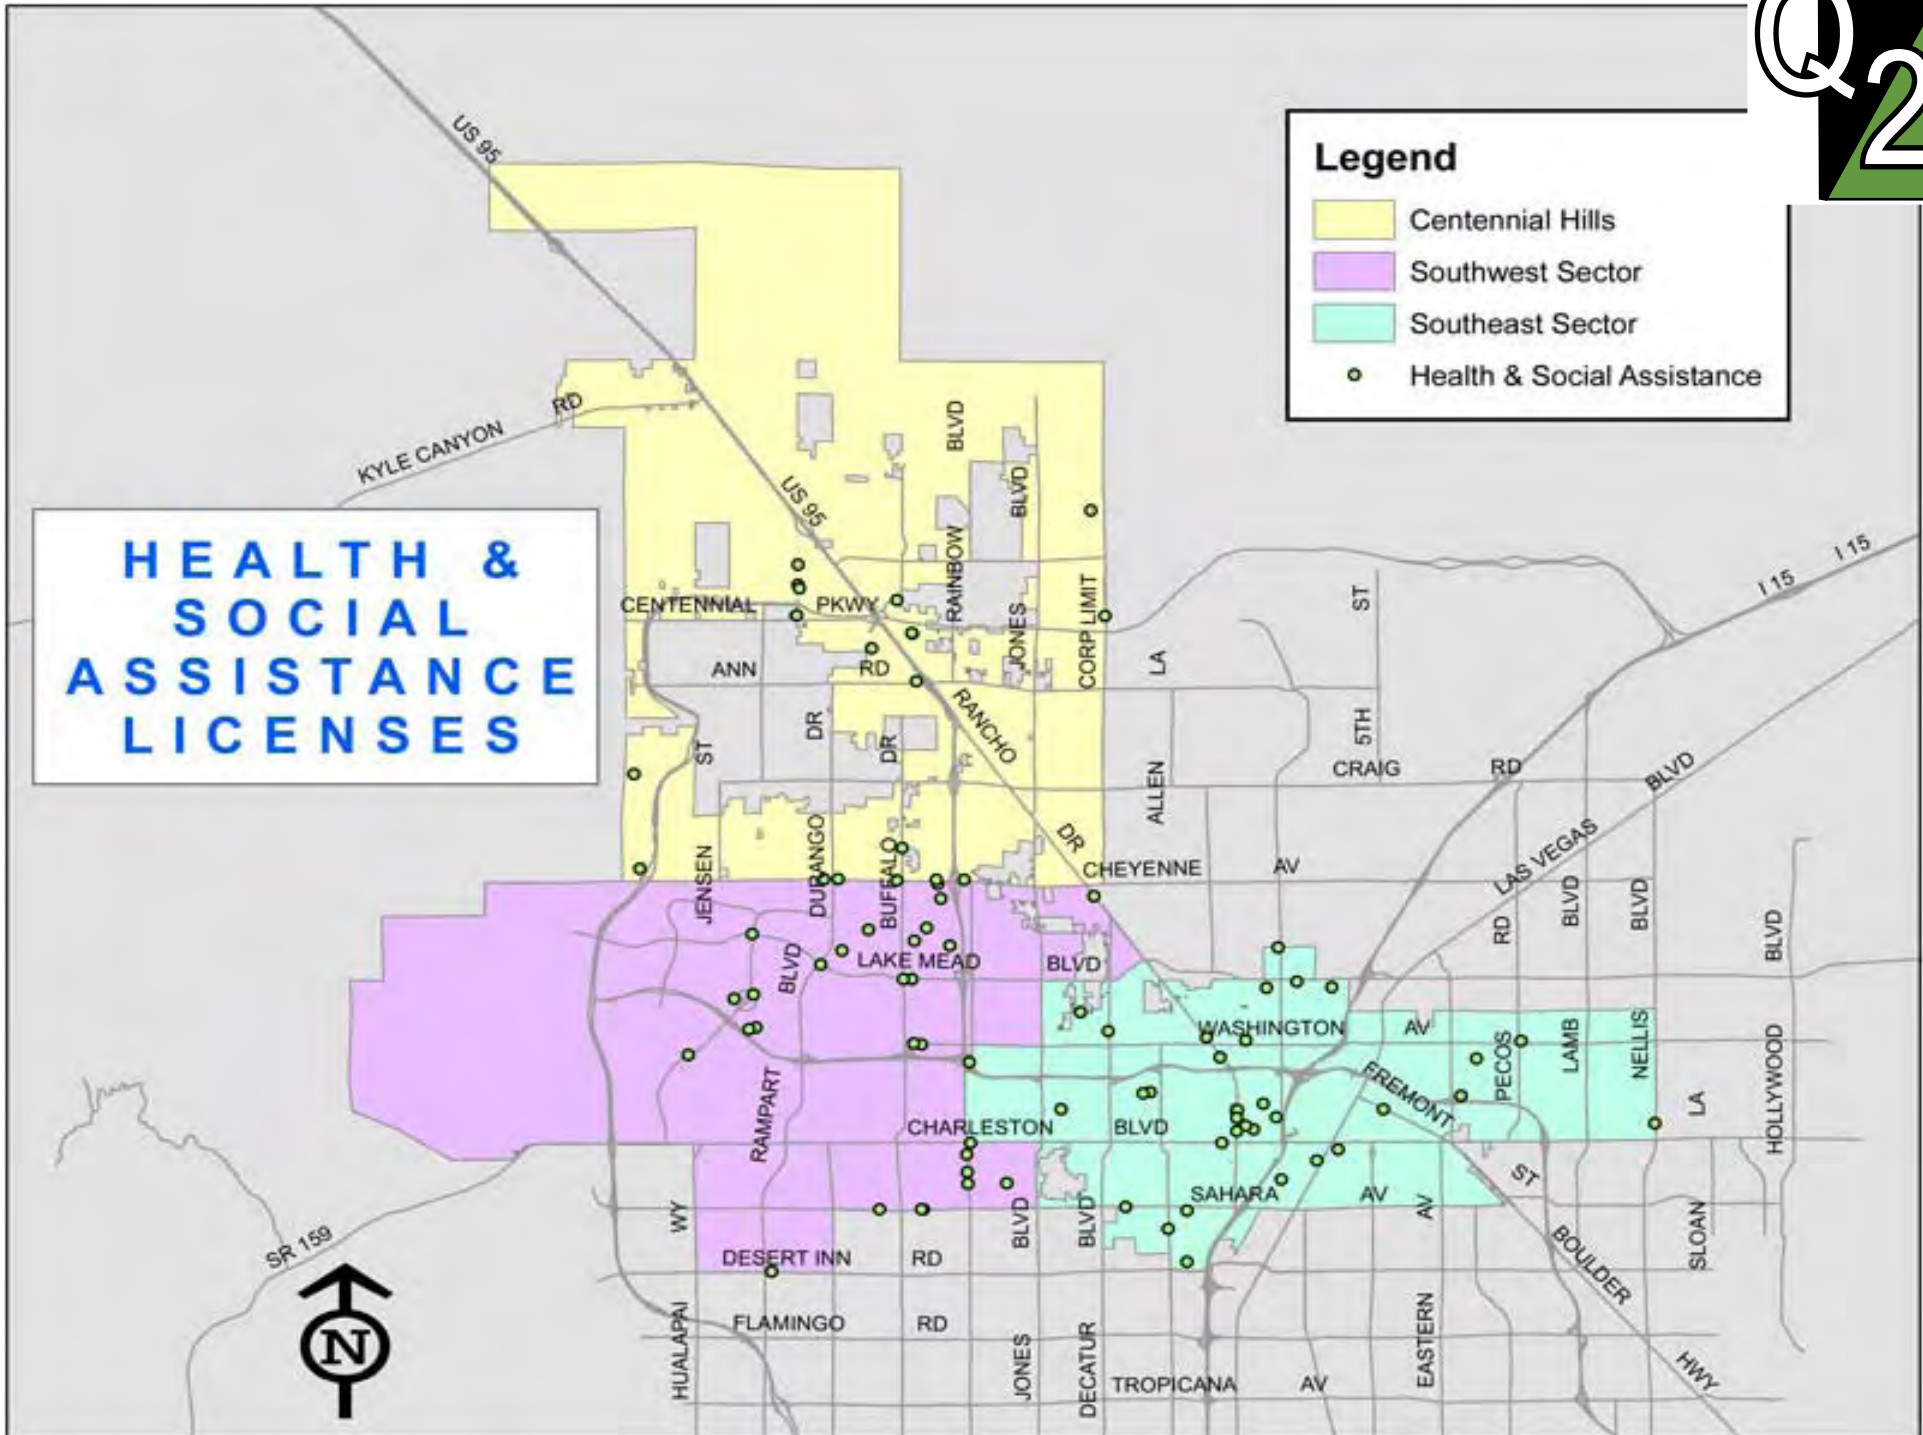 Q
2
Legend
Centennial Hills
Southwest Sector
Southeast Sector
Health & Social Assistance
HEALTH &
SOCIAL
ASSISTANCE
LICENSES
US 95
KYLE CANYON RD
US 95
BLVD
RAINBOW
BLVD
JONES
CORP LIMIT
CENTENNIAL PKWY
ANN RD
RANCHO
DR
ST
JENSEN
DR
DURANGO
DR
BUFFALO
LA
ALLEN
ST
5TH
I 15
I 15
CRAIG RD
BLVD
LAS VEGAS
CHEYENNE AV
RD
PECOS
BLVD
LAMB
BLVD
NELLIS
BLVD
HOLLYWOOD
BLVD
RAMPART
LAKE MEAD BLVD
WASHINGTON AV
FREMONT
ST
CHARLESTON BLVD
LA
SLOAN
SAHARA AV
WY
HUALAPAI
BLVD
JONES
BLVD
DECATUR
AV
EASTERN
DESERT INN RD
SR 159
BOULDER
HWY
FLAMINGO RD
TROPICANA AV
N